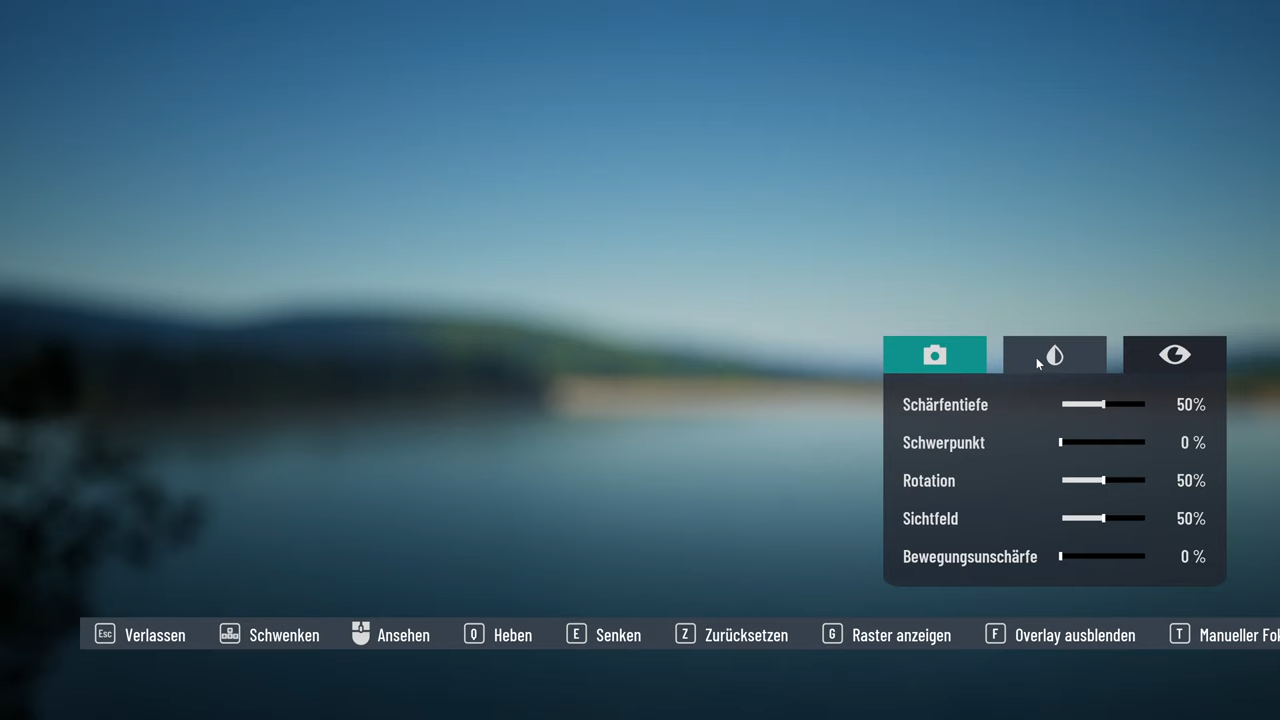 Schärfentiefe 50%
Schwerpunkt 0 %
Rotation 50%
Sichtfeld 50%
Bewegungsunschärfe 0 %
Esc Verlassen Schwenken Ansehen Q Heben E Senken Z Zurücksetzen G Raster anzeigen F Overlay ausblenden T Manueller